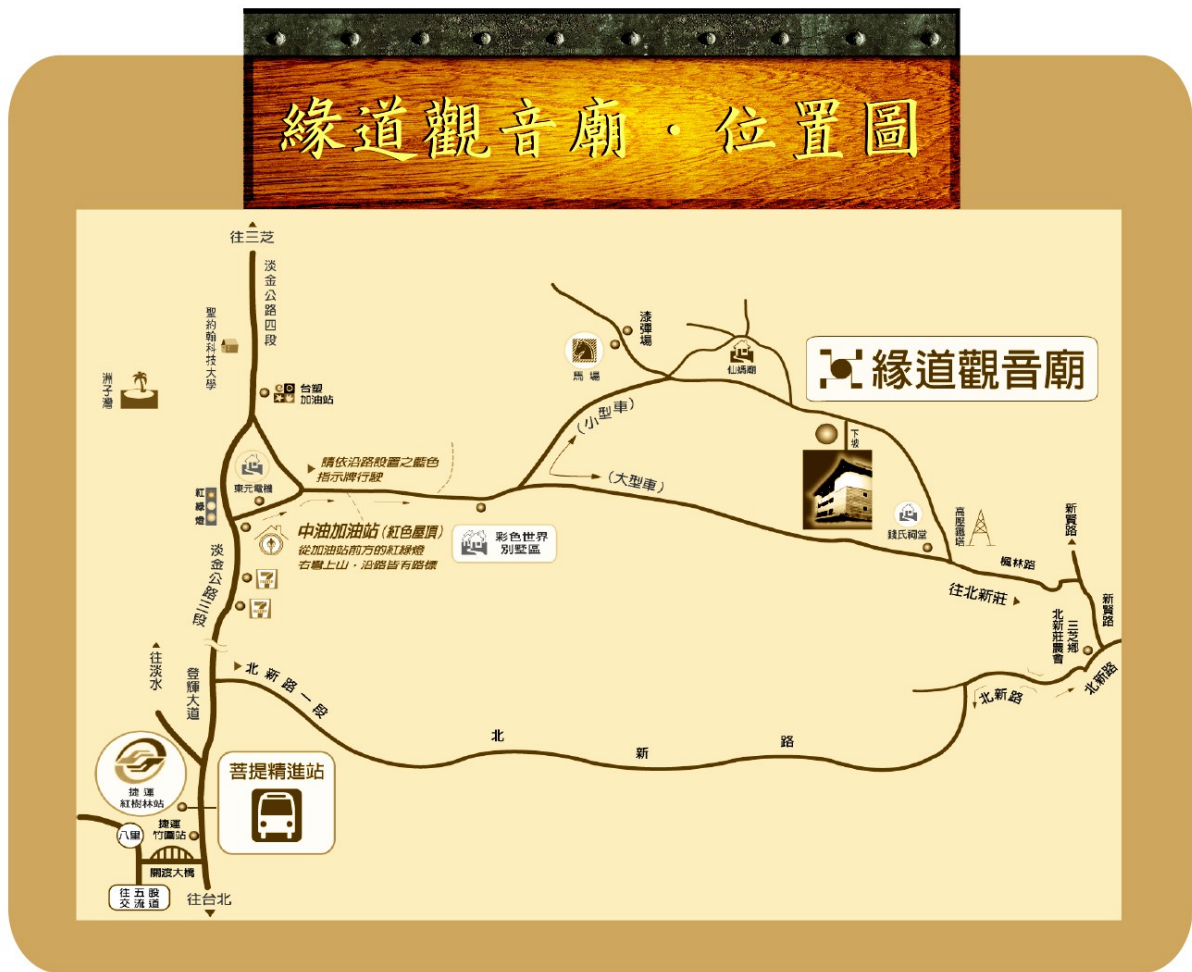 緣道觀音廟・位置圖
往三芝
淡金公路四段
聖約翰科技大學
洲子灣
台塑
加油站
漆彈場
馬場
仙媽廟
緣道觀音廟
(小型車)
(大型車)
下坡
請依沿路設置之藍色
指示牌行駛
東元電機
紅綠燈
中油加油站(紅色屋頂)
從加油站前方的紅綠燈
右彎上山,沿路皆有路標
彩色世界
別墅區
錢氏祠堂
高壓鐵塔
新賢路
楓林路
往北新莊
新賢路
三芝鄉
北新莊農會
北新路
北新路
淡金公路三段
7
7
往淡水
登輝大道
北新路一段
北新路
捷運
紅樹林站
菩提精進站
捷運
竹圍站
八里
關渡大橋
往五股
交流道
往台北